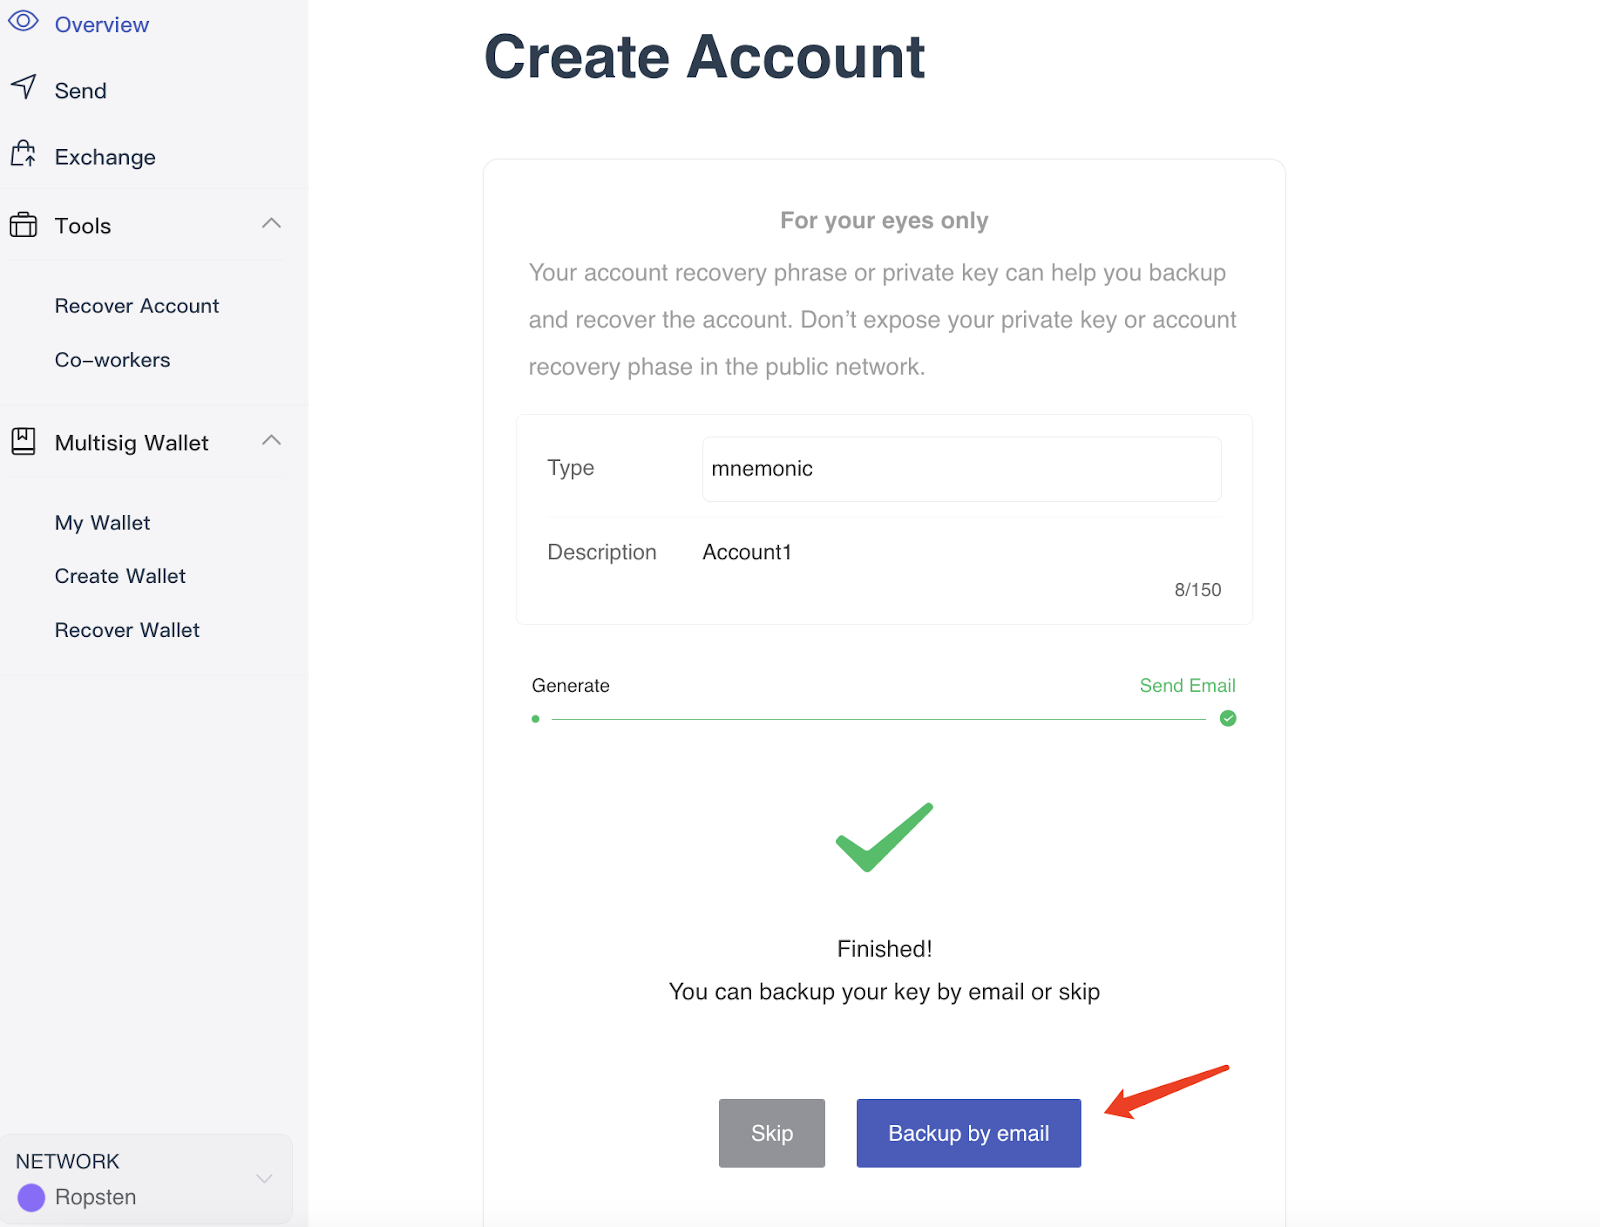 Overview
Send
Exchange
Tools
Recover Account
Co-workers
Multisig Wallet
My Wallet
Create Wallet
Recover Wallet
NETWORK
Ropsten
Create Account
For your eyes only
Your account recovery phrase or private key can help you backup
and recover the account. Don’t expose your private key or account
recovery phase in the public network.
Type mnemonic
Description Account1
8/150
Generate Send Email
Finished!
You can backup your key by email or skip
Skip Backup by email